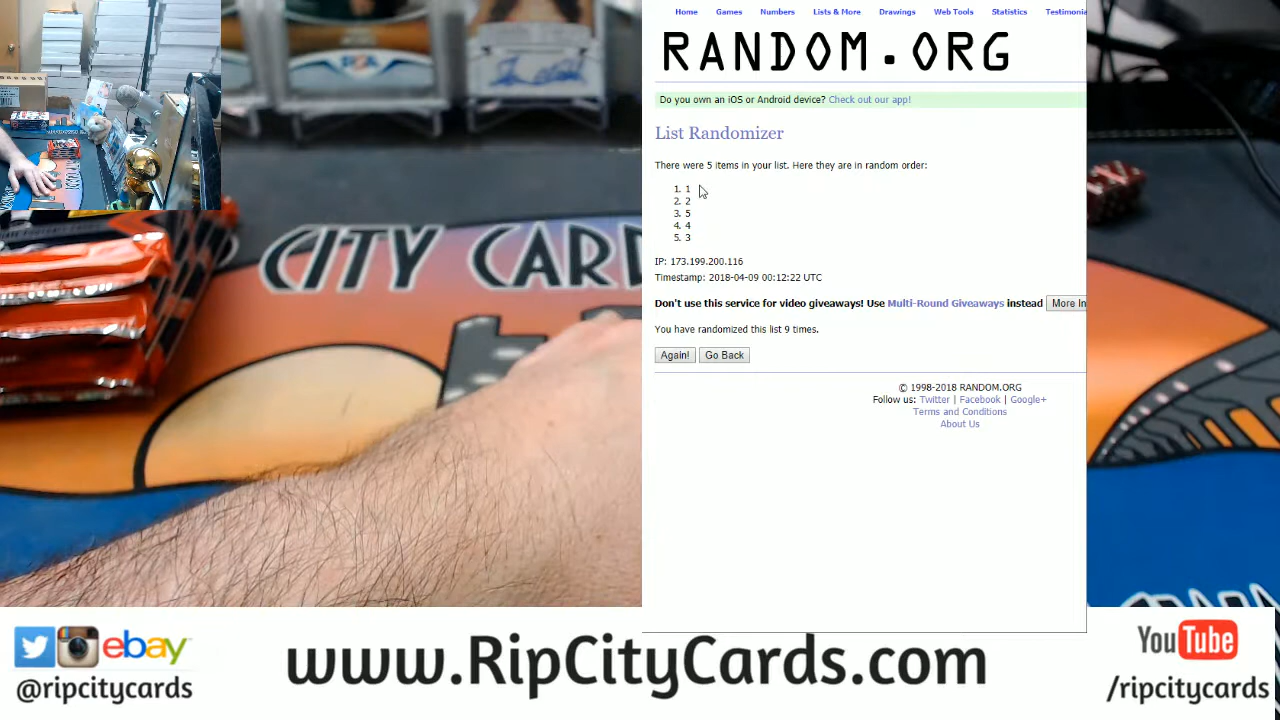 Home Games Numbers Lists & More Drawings Web Tools Statistics Testimonia
RANDOM.ORG
Do you own an iOS or Android device? Check out our app!
List Randomizer
There were 5 items in your list. Here they are in random order:
1. 1
2. 2
3. 5
4. 4
5. 3
IP: 173.199.200.116
Timestamp: 2018-04-09 00:12:22 UTC
Don't use this service for video giveaways! Use Multi-Round Giveaways instead More In
You have randomized this list 9 times.
Again! Go Back
© 1998-2018 RANDOM.ORG
Follow us: Twitter | Facebook | Google+
Terms and Conditions
About Us
PSA
CITY CARD
ebay
@ripcitycards
www.RipCityCards.com
YouTube
/ripcitycards